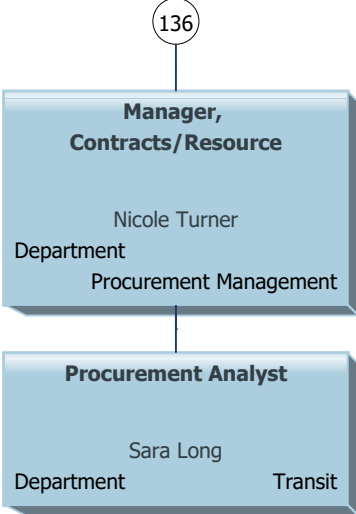 136
Manager,
Contracts/Resource
Nicole Turner
Department
Procurement Management
Procurement Analyst
Sara Long
Department Transit